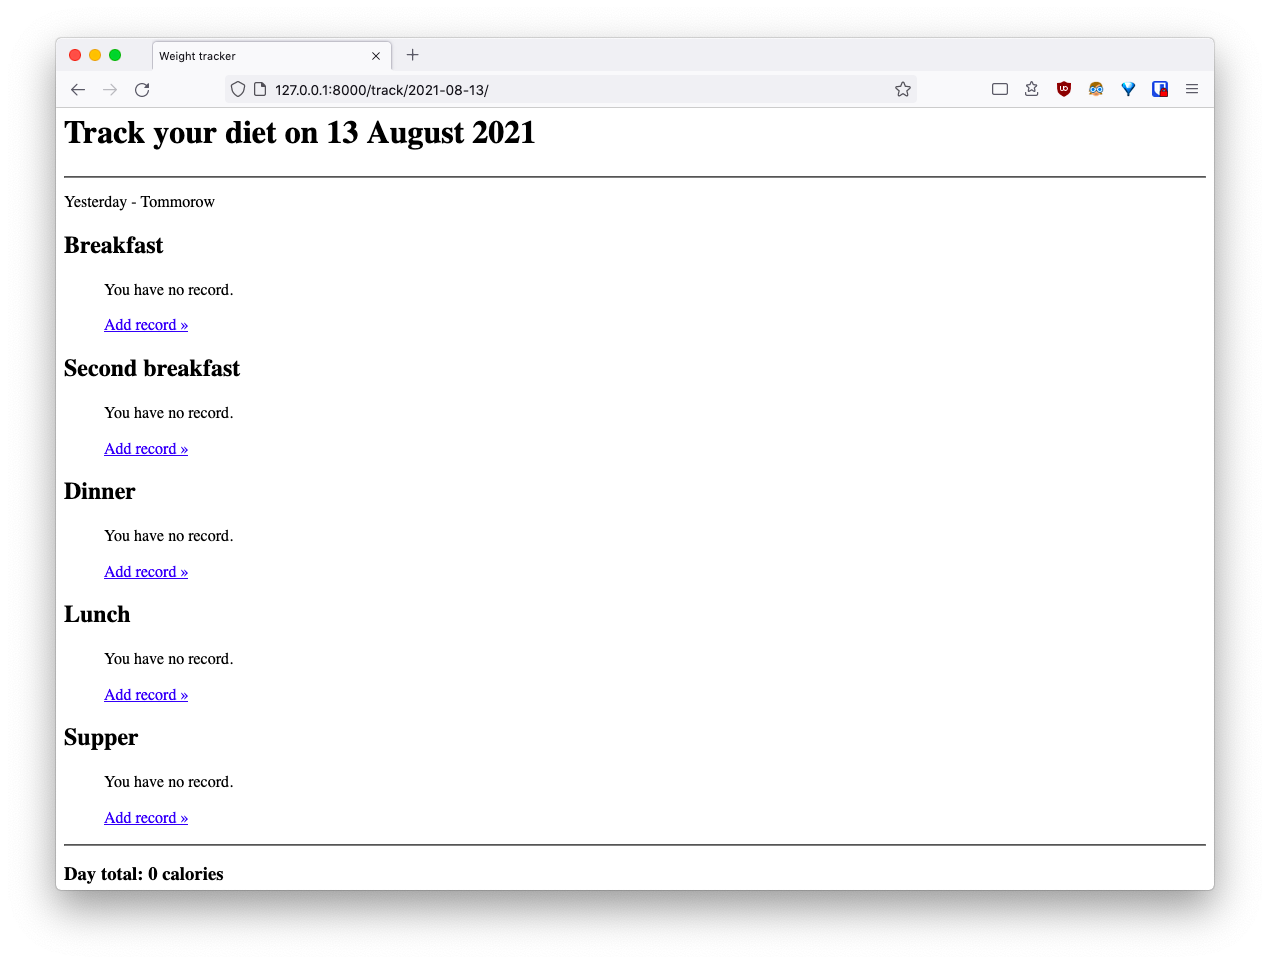 Weight tracker
127.0.0.1:8000/track/2021-08-13/
Track your diet on 13 August 2021
Yesterday - Tommorow
Breakfast
You have no record.
Add record »
Second breakfast
You have no record.
Add record »
Dinner
You have no record.
Add record »
Lunch
You have no record.
Add record »
Supper
You have no record.
Add record »
Day total: 0 calories